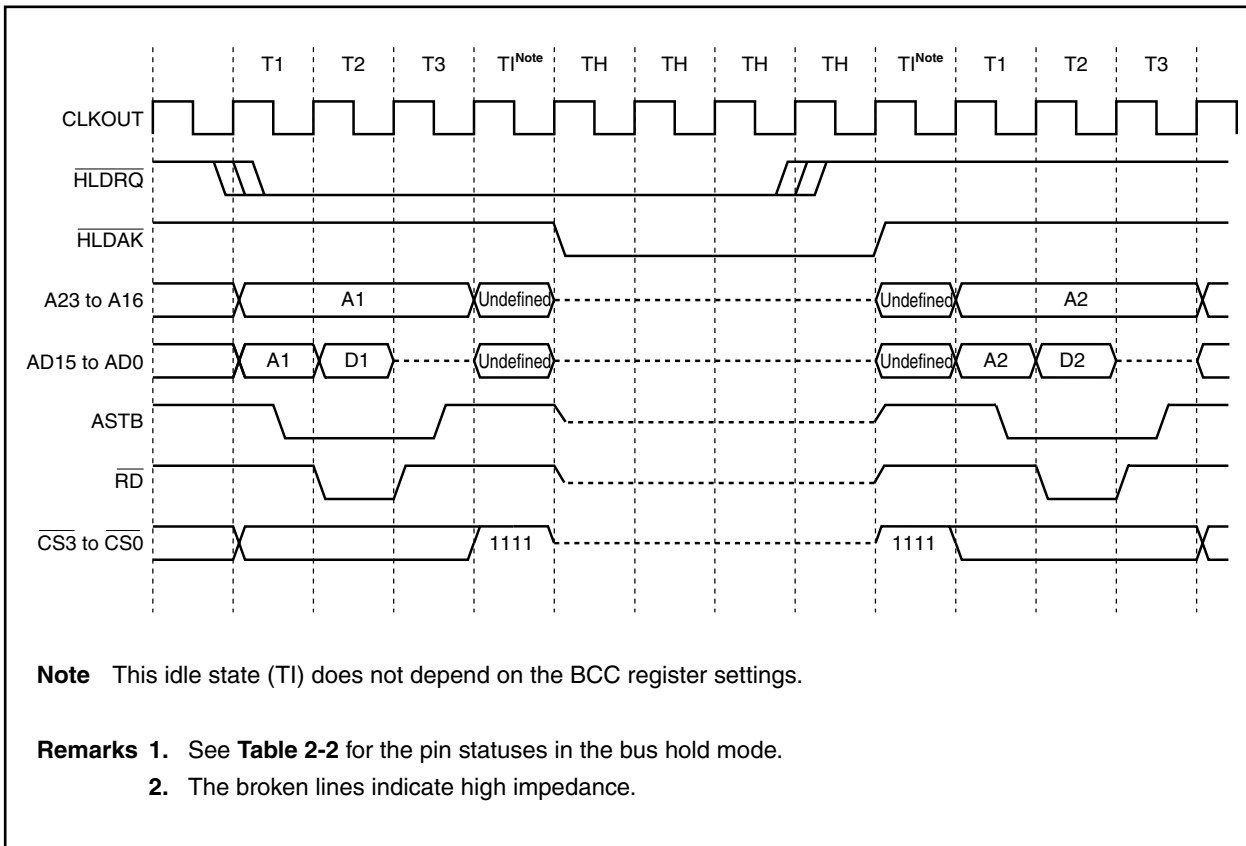 T1 T2 T3 TINote TH TH TH TH TINote T1 T2 T3
CLKOUT
HLDRQ
HLDAK
A23 to A16 A1 Undefined Undefined A2
AD15 to AD0 A1 D1 Undefined Undefined A2 D2
ASTB
RD
CS3 to CS0 1111 1111
Note This idle state (TI) does not depend on the BCC register settings.
Remarks 1. See Table 2-2 for the pin statuses in the bus hold mode.
2. The broken lines indicate high impedance.